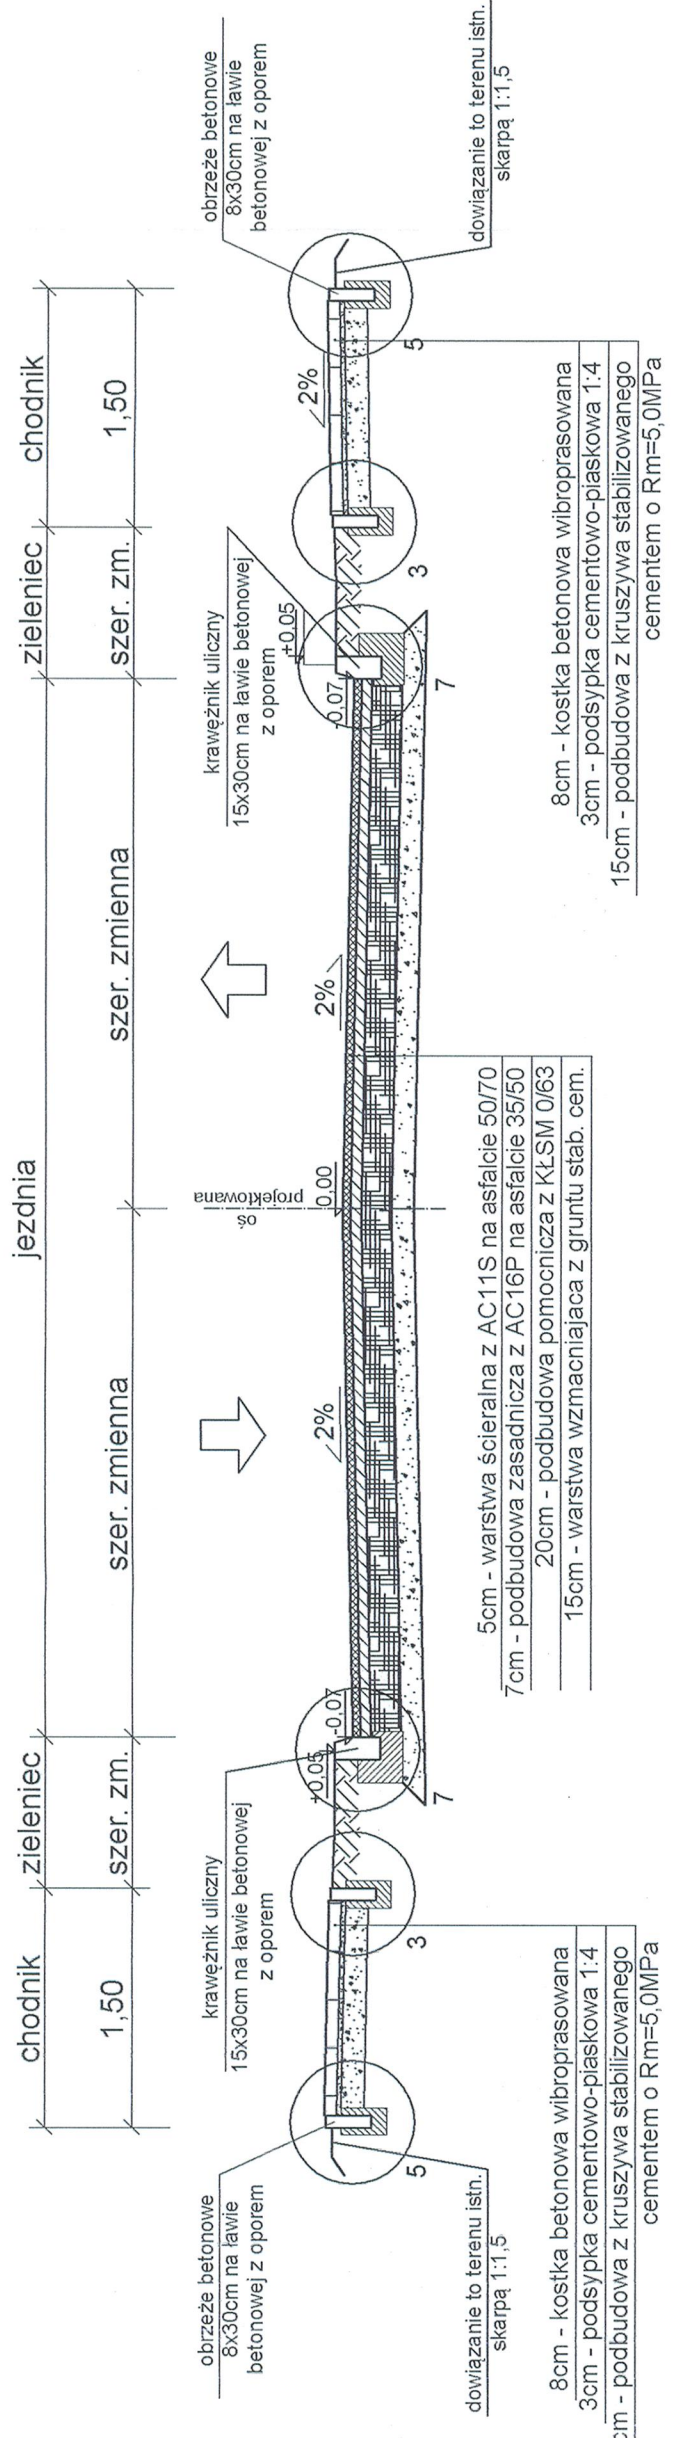 chodnik
zieleniec
jezdnia
zieleniec
chodnik
1,50
szer. zm.
szer. zmienna
szer. zmienna
szer. zm.
1,50
obrzeże betonowe
8x30cm na ławie
betonowej z oporem
krawężnik uliczny
15x30cm na ławie betonowej
z oporem
krawężnik uliczny
15x30cm na ławie betonowej
z oporem
obrzeże betonowe
8x30cm na ławie
betonowej z oporem
oś
projektowana
+0,05
-0,07
2%
0,00
2%
-0,07
+0,05
2%
5
3
7
7
3
5
dowiązanie to terenu istn.
skarpą 1:1,5
dowiązanie to terenu istn.
skarpą 1:1,5
8cm - kostka betonowa wibroprasowana
3cm - podsypka cementowo-piaskowa 1:4
cm - podbudowa z kruszywa stabilizowanego
cementem o Rm=5,0MPa
5cm - warstwa ścieralna z AC11S na asfalcie 50/70
7cm - podbudowa zasadnicza z AC16P na asfalcie 35/50
20cm - podbudowa pomocnicza z KŁSM 0/63
15cm - warstwa wzmacniajaca z gruntu stab. cem.
8cm - kostka betonowa wibroprasowana
3cm - podsypka cementowo-piaskowa 1:4
15cm - podbudowa z kruszywa stabilizowanego
cementem o Rm=5,0MPa